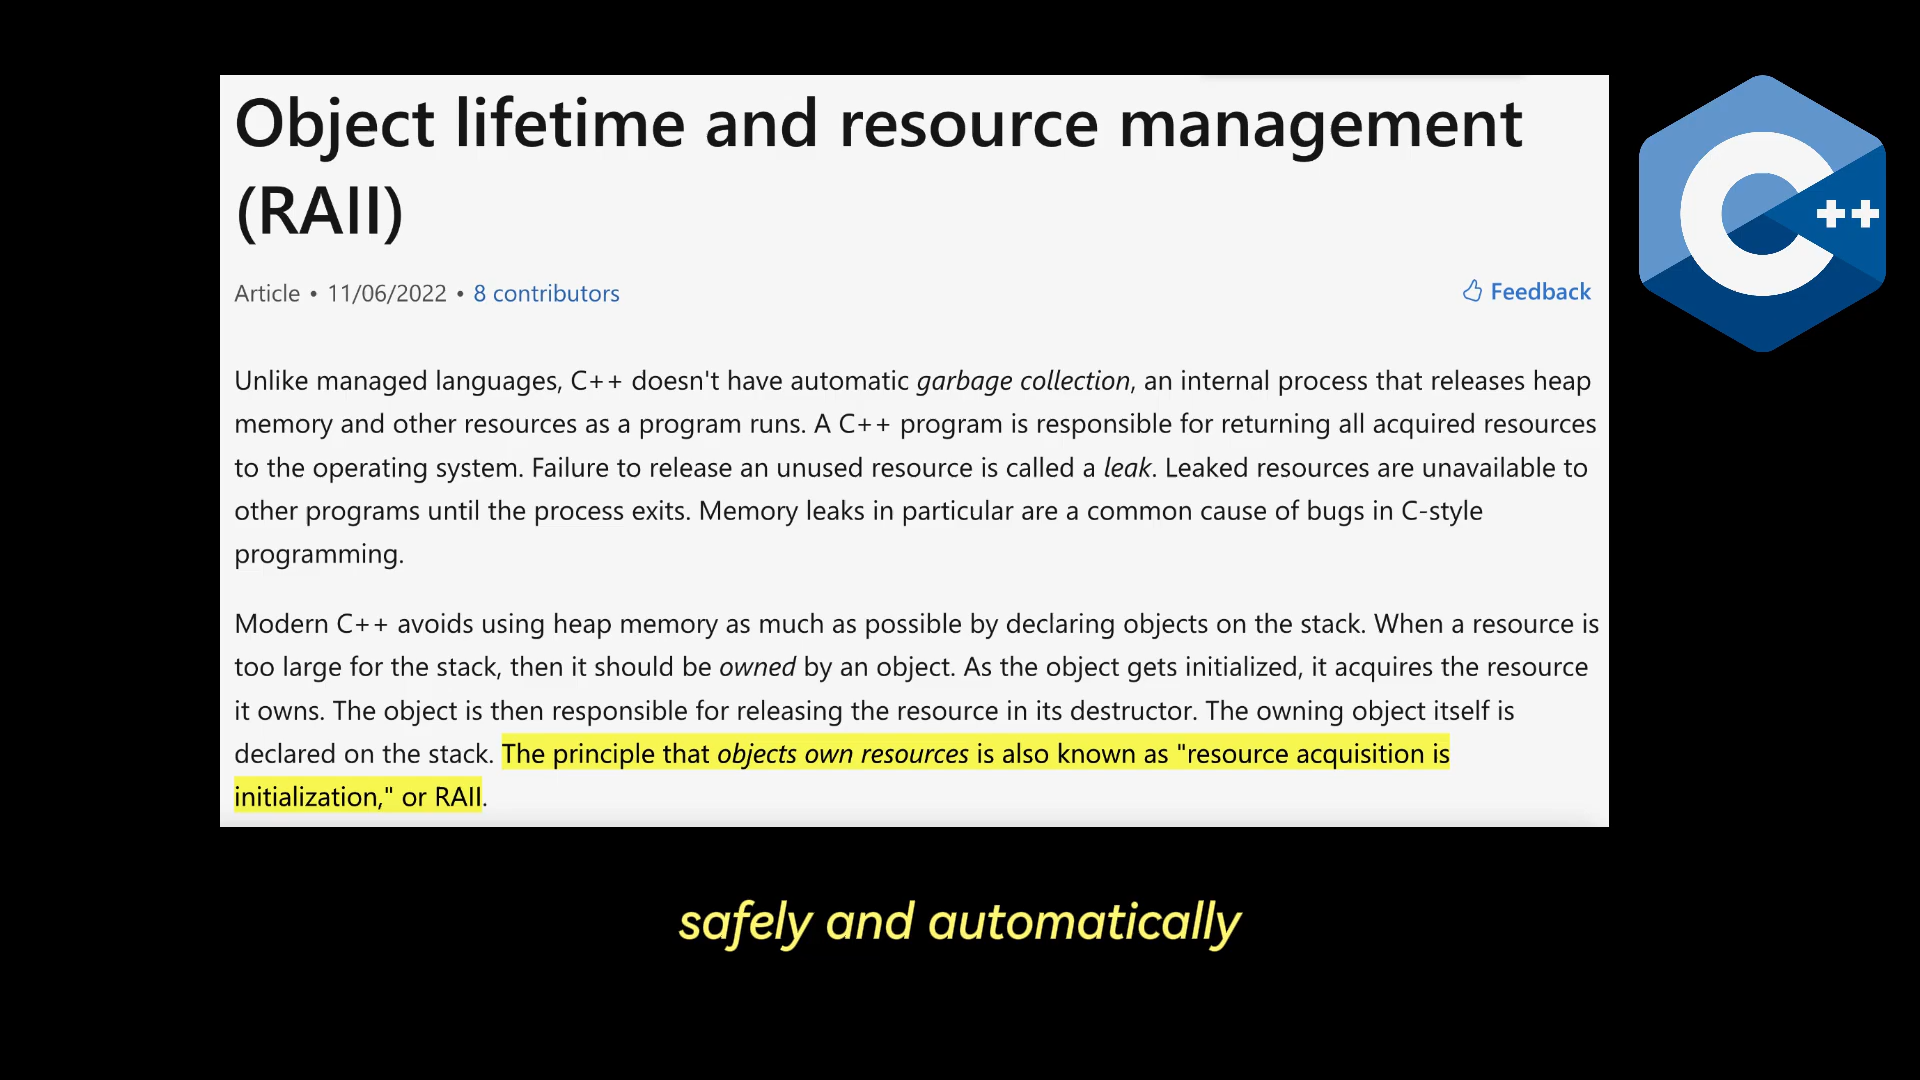 Object lifetime and resource management
(RAII)
Article • 11/06/2022 • 8 contributors
Feedback
Unlike managed languages, C++ doesn't have automatic garbage collection, an internal process that releases heap
memory and other resources as a program runs. A C++ program is responsible for returning all acquired resources
to the operating system. Failure to release an unused resource is called a leak. Leaked resources are unavailable to
other programs until the process exits. Memory leaks in particular are a common cause of bugs in C-style
programming.
Modern C++ avoids using heap memory as much as possible by declaring objects on the stack. When a resource is
too large for the stack, then it should be owned by an object. As the object gets initialized, it acquires the resource
it owns. The object is then responsible for releasing the resource in its destructor. The owning object itself is
declared on the stack. The principle that objects own resources is also known as "resource acquisition is
initialization," or RAII.
C++
safely and automatically